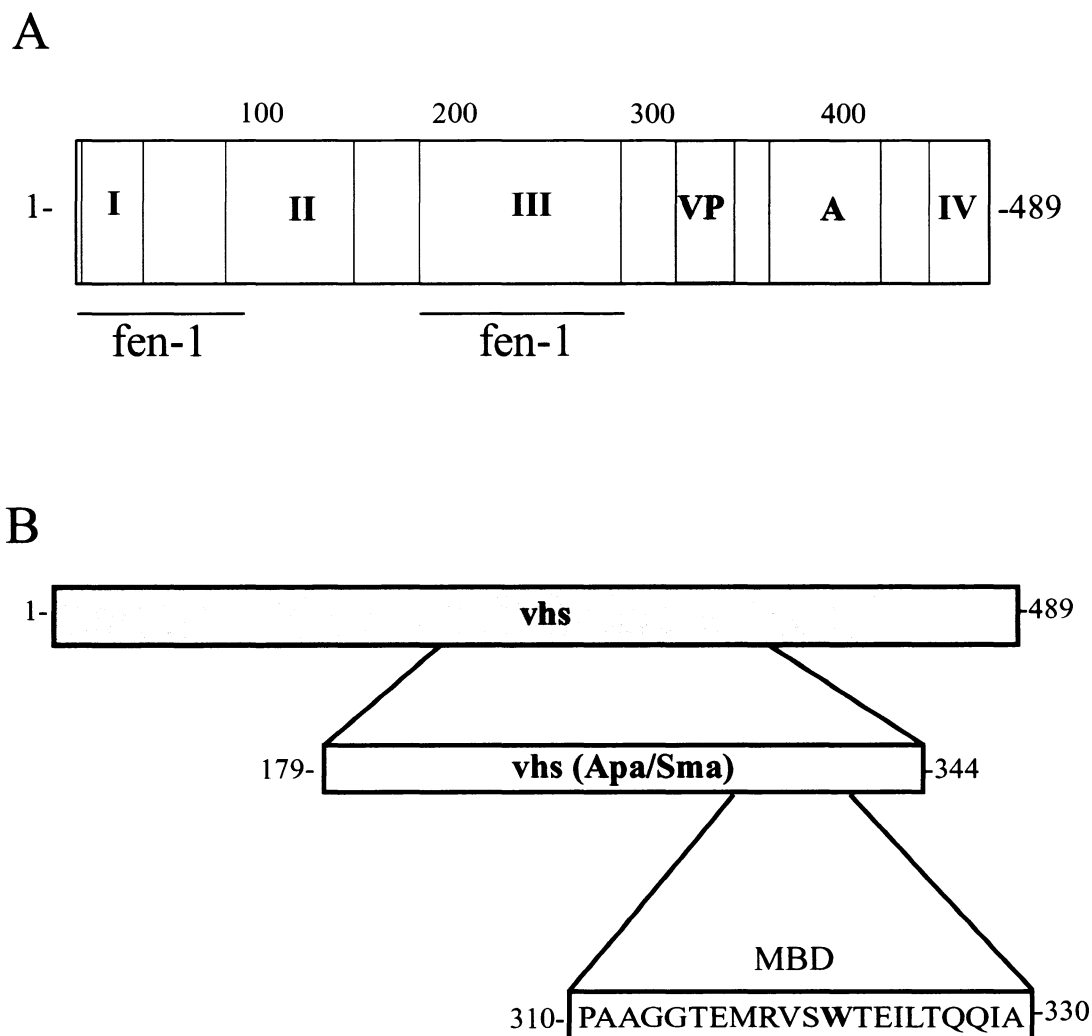 A
100 200 300 400
1- I II III VP A IV -489
fen-1 fen-1
B
1- vhs -489
179- vhs (Apa/Sma) -344
MBD
310- PAAGGTEMRVSWTEILTQQIA -330